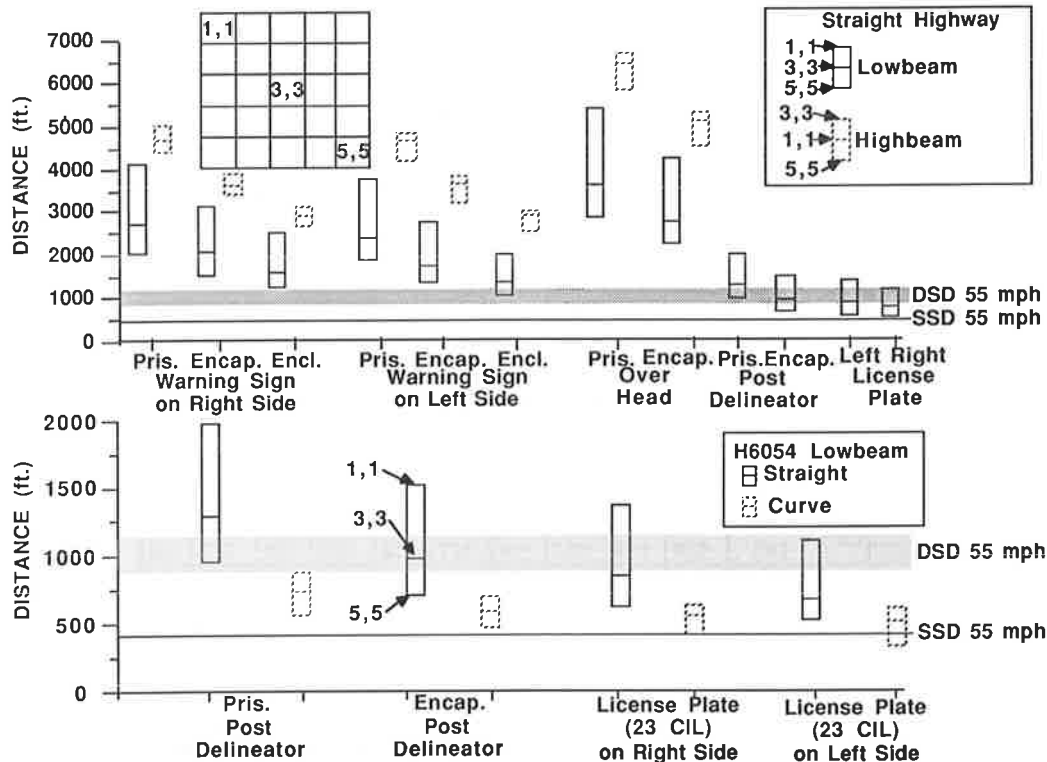 DISTANCE (ft.)
7000
6000
5000
4000
3000
2000
1000
0
1,1
3,3
5,5
Straight Highway
1,1
3,3
5,5
Lowbeam
3,3
1,1
5,5
Highbeam
DSD 55 mph
SSD 55 mph
Pris. Encap. Encl.
Warning Sign
on Right Side
Pris. Encap. Encl.
Warning Sign
on Left Side
Pris. Encap.
Over
Head
Pris. Encap.
Post
Delineator
Left Right
License
Plate
DISTANCE (ft.)
2000
1500
1000
500
0
1,1
3,3
5,5
H6054 Lowbeam
Straight
Curve
DSD 55 mph
SSD 55 mph
Pris.
Post
Delineator
Encap.
Post
Delineator
License Plate
(23 CIL)
on Right Side
License Plate
(23 CIL)
on Left Side